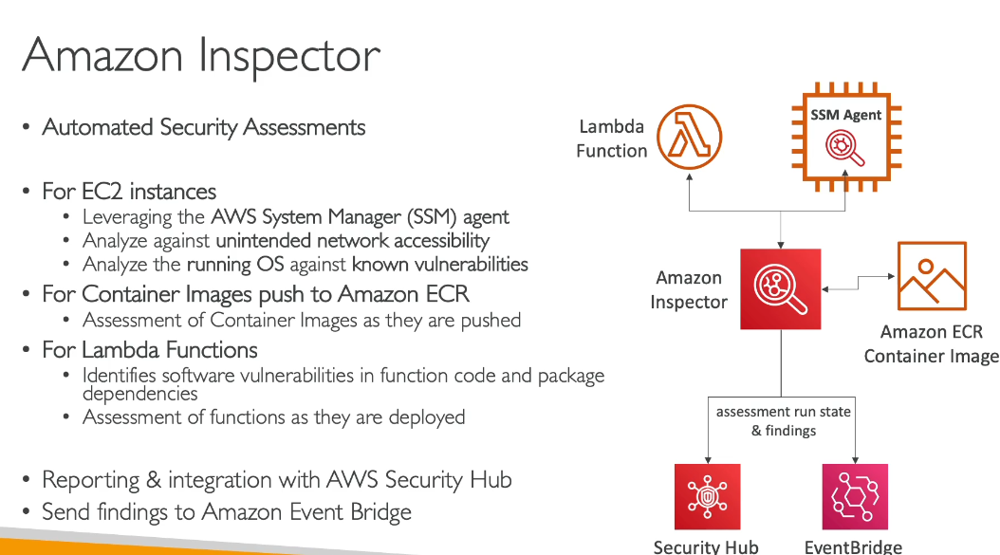 Amazon Inspector
• Automated Security Assessments
• For EC2 instances
• Leveraging the AWS System Manager (SSM) agent
• Analyze against unintended network accessibility
• Analyze the running OS against known vulnerabilities
• For Container Images push to Amazon ECR
• Assessment of Container Images as they are pushed
• For Lambda Functions
• Identifies software vulnerabilities in function code and package
dependencies
• Assessment of functions as they are deployed
• Reporting & integration with AWS Security Hub
• Send findings to Amazon Event Bridge
Lambda
Function
SSM Agent
Amazon
Inspector
Amazon ECR
Container Image
assessment run state
& findings
Security Hub
EventBridge